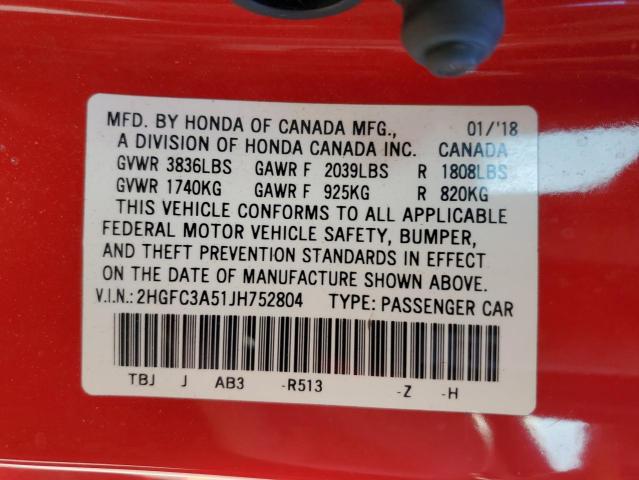 MFD. BY HONDA OF CANADA MFG., 01/'18
A DIVISION OF HONDA CANADA INC. CANADA
GVWR 3836LBS GAWR F 2039LBS R 1808LBS
GVWR 1740KG GAWR F 925KG R 820KG
THIS VEHICLE CONFORMS TO ALL APPLICABLE
FEDERAL MOTOR VEHICLE SAFETY, BUMPER,
AND THEFT PREVENTION STANDARDS IN EFFECT
ON THE DATE OF MANUFACTURE SHOWN ABOVE.
V.I.N.: 2HGFC3A51JH752804 TYPE: PASSENGER CAR
TBJ J AB3 -R513 -Z -H